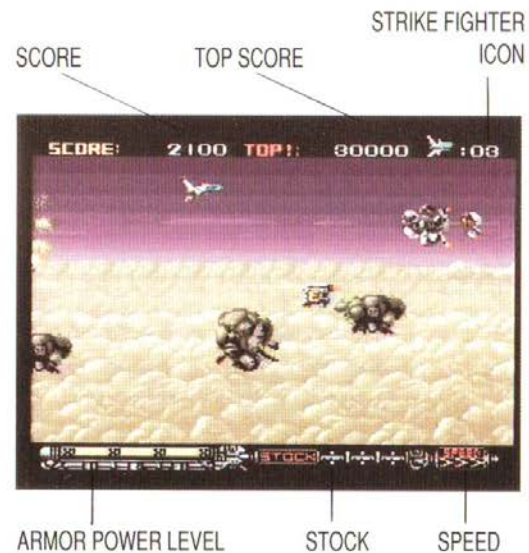 STRIKE FIGHTER
ICON
SCORE
TOP SCORE
SCORE: 2100 TOP!: 30000 :03
STOCK
SPEED
ARMOR POWER LEVEL
STOCK
SPEED